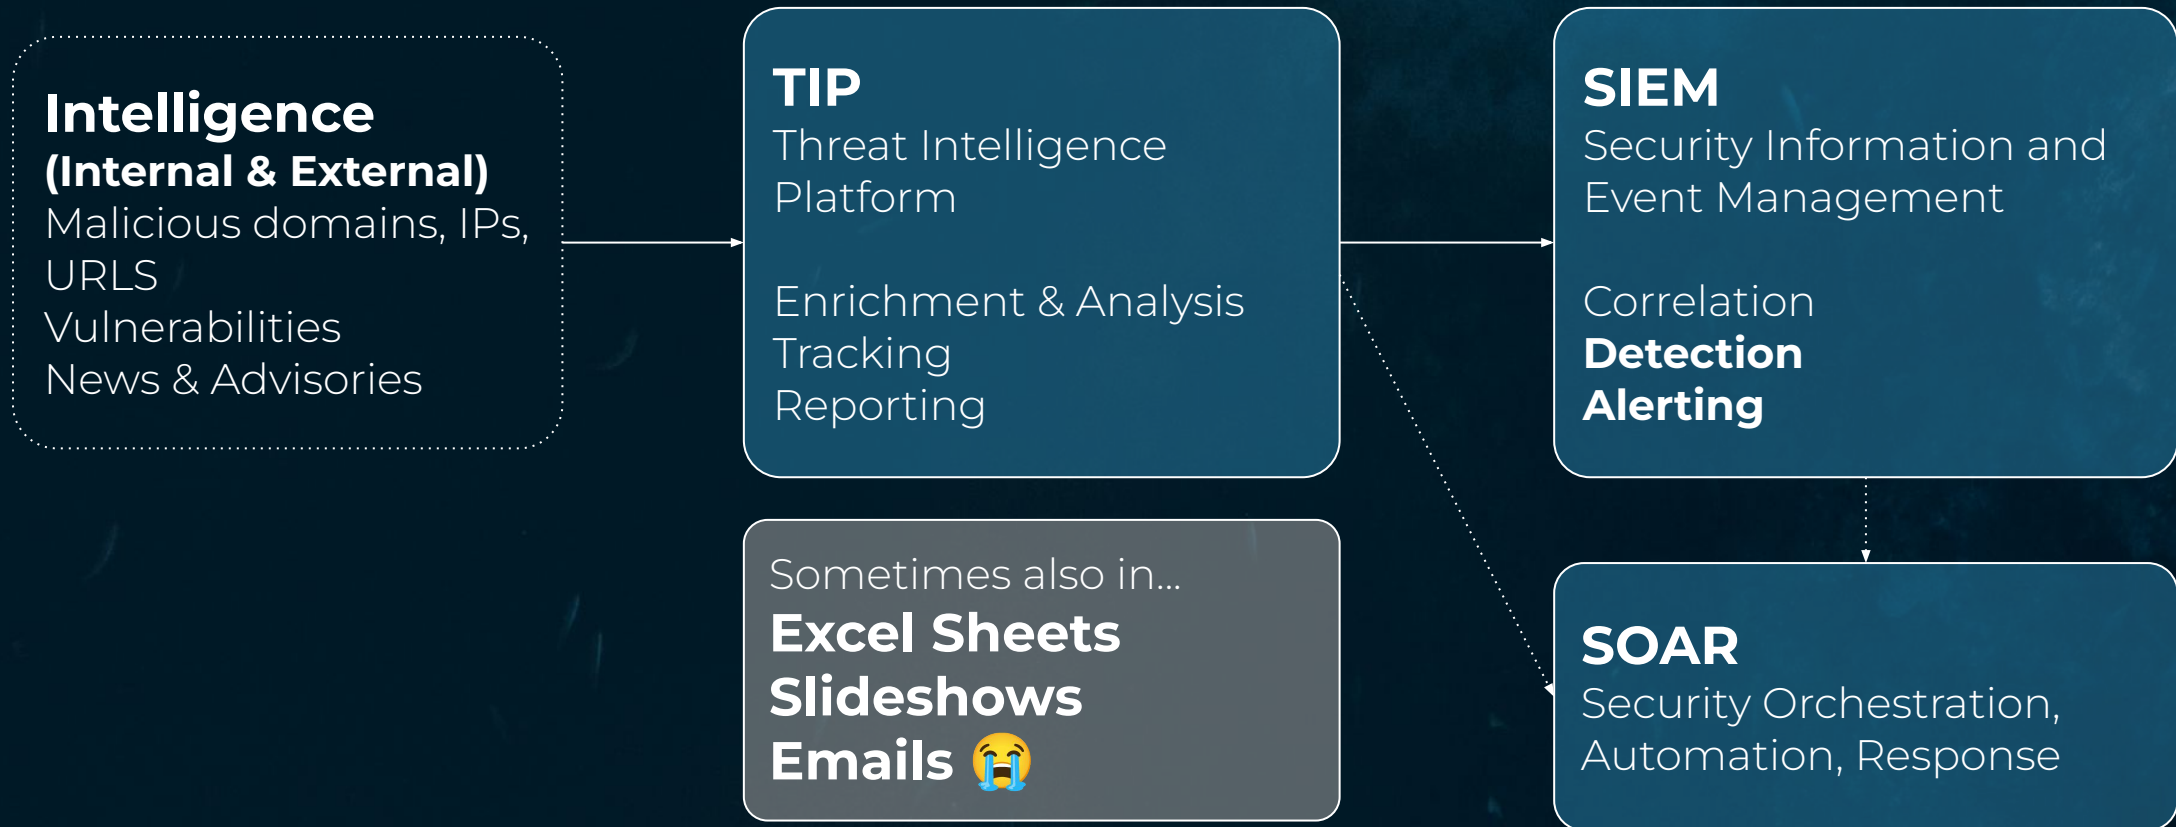 Intelligence
(Internal & External)
Malicious domains, IPs,
URLS
Vulnerabilities
News & Advisories
TIP
Threat Intelligence
Platform
Enrichment & Analysis
Tracking
Reporting
Sometimes also in...
Excel Sheets
Slideshows
Emails 😭
SIEM
Security Information and
Event Management
Correlation
Detection
Alerting
SOAR
Security Orchestration,
Automation, Response